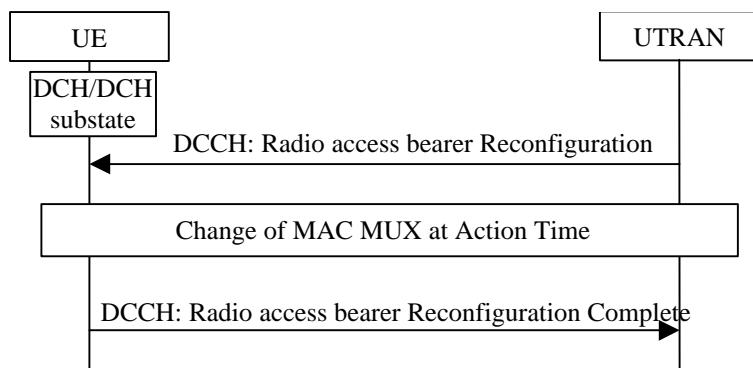 UE
UTRAN
DCH/DCH
substate
DCCH: Radio access bearer Reconfiguration
Change of MAC MUX at Action Time
DCCH: Radio access bearer Reconfiguration Complete